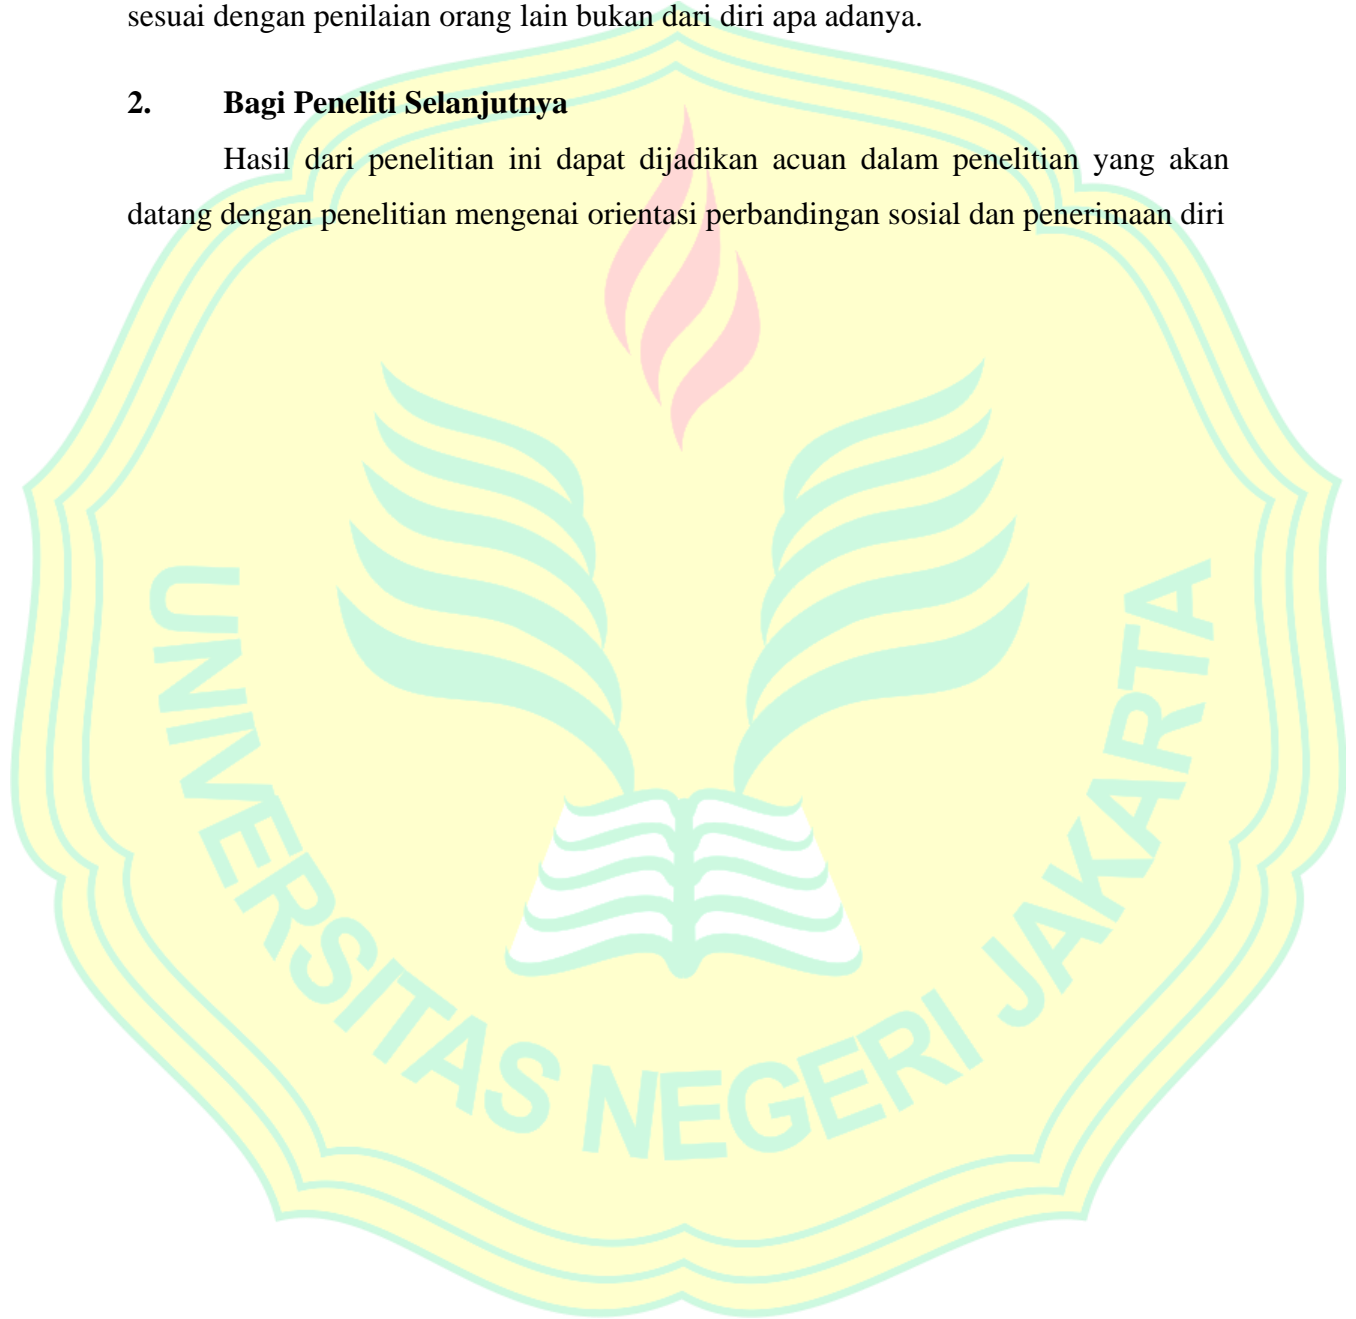 sesuai dengan penilaian orang lain bukan dari diri apa adanya.
2. Bagi Peneliti Selanjutnya
Hasil dari penelitian ini dapat dijadikan acuan dalam penelitian yang akan
datang dengan penelitian mengenai orientasi perbandingan sosial dan penerimaan diri
UNIVERSITAS NEGERI JAKARTA